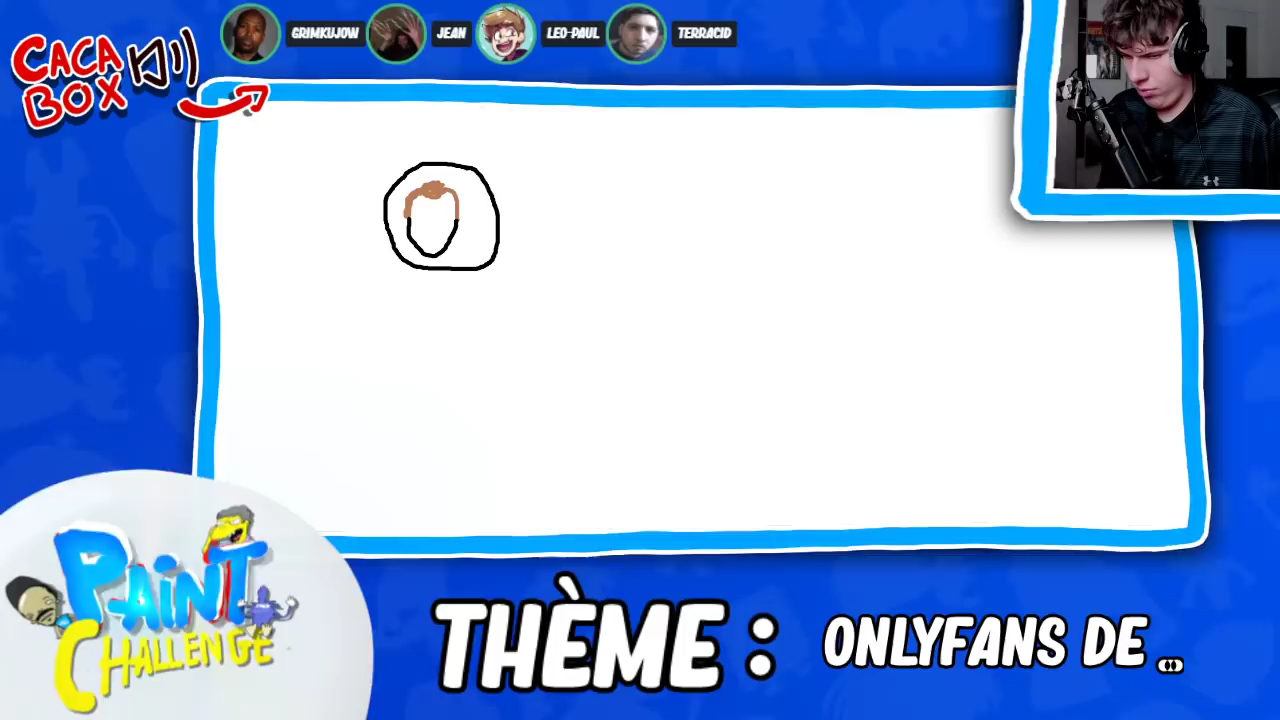 CACA
BOX
GRIMKUJOW
JEAN
LEO-PAUL
TERRACID
PAINT
CHALLENGE
THÈME :
ONLYFANS DE ..